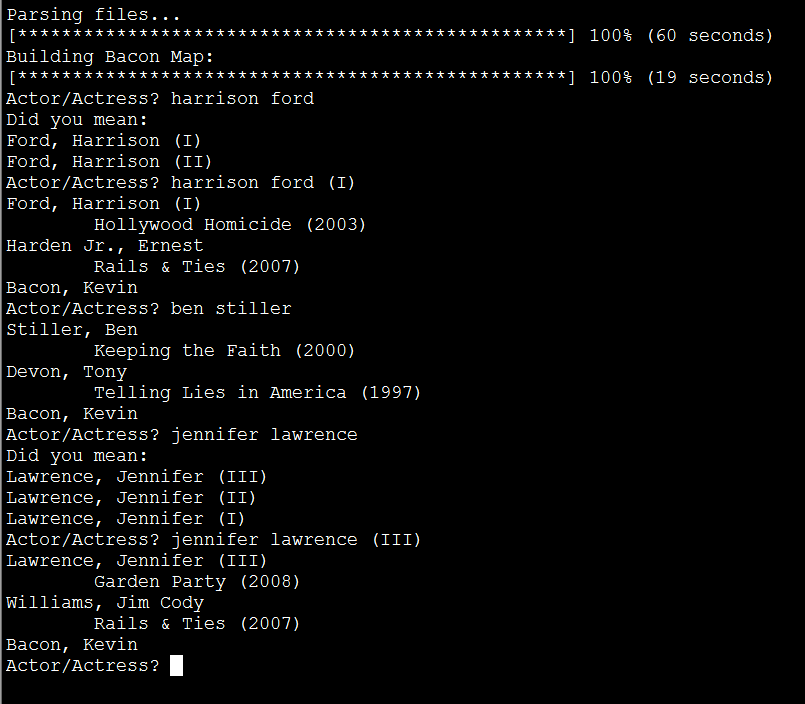 Parsing files...
[**************************************************] 100% (60 seconds)
Building Bacon Map:
[**************************************************] 100% (19 seconds)
Actor/Actress? harrison ford
Did you mean:
Ford, Harrison (I)
Ford, Harrison (II)
Actor/Actress? harrison ford (I)
Ford, Harrison (I)
        Hollywood Homicide (2003)
Harden Jr., Ernest
        Rails & Ties (2007)
Bacon, Kevin
Actor/Actress? ben stiller
Stiller, Ben
        Keeping the Faith (2000)
Devon, Tony
        Telling Lies in America (1997)
Bacon, Kevin
Actor/Actress? jennifer lawrence
Did you mean:
Lawrence, Jennifer (III)
Lawrence, Jennifer (II)
Lawrence, Jennifer (I)
Actor/Actress? jennifer lawrence (III)
Lawrence, Jennifer (III)
        Garden Party (2008)
Williams, Jim Cody
        Rails & Ties (2007)
Bacon, Kevin
Actor/Actress?